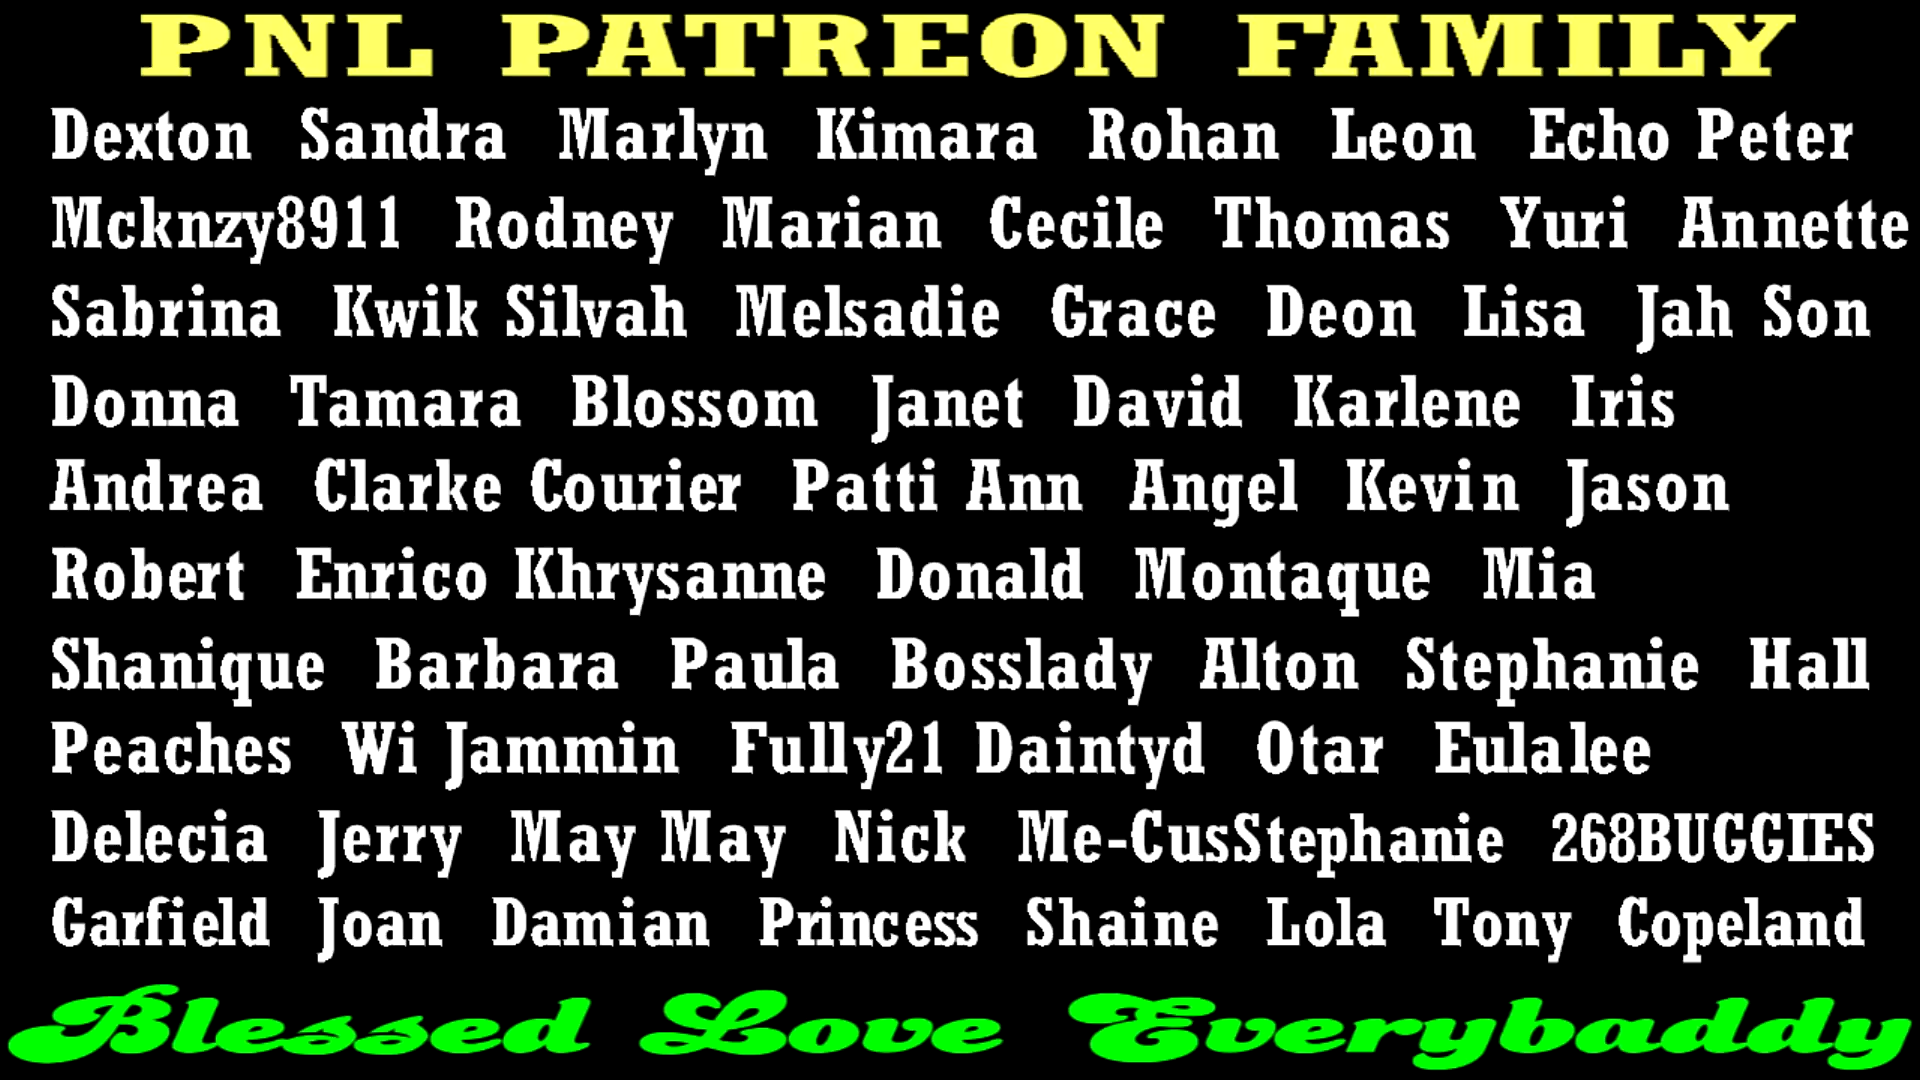 PNL PATREON FAMILY
Dexton Sandra Marlyn Kimara Rohan Leon Echo Peter
Mcknzy8911 Rodney Marian Cecile Thomas Yuri Annette
Sabrina Kwik Silvah Melsadie Grace Deon Lisa Jah Son
Donna Tamara Blossom Janet David Karlene Iris
Andrea Clarke Courier Patti Ann Angel Kevin Jason
Robert Enrico Khrysanne Donald Montaque Mia
Shanique Barbara Paula Bosslady Alton Stephanie Hall
Peaches Wi Jammin Fully21 Daintyd Otar Eulalee
Delecia Jerry May May Nick Me-CusStephanie 268BUGGIES
Garfield Joan Damian Princess Shaine Lola Tony Copeland
Blessed Love Everybaddy